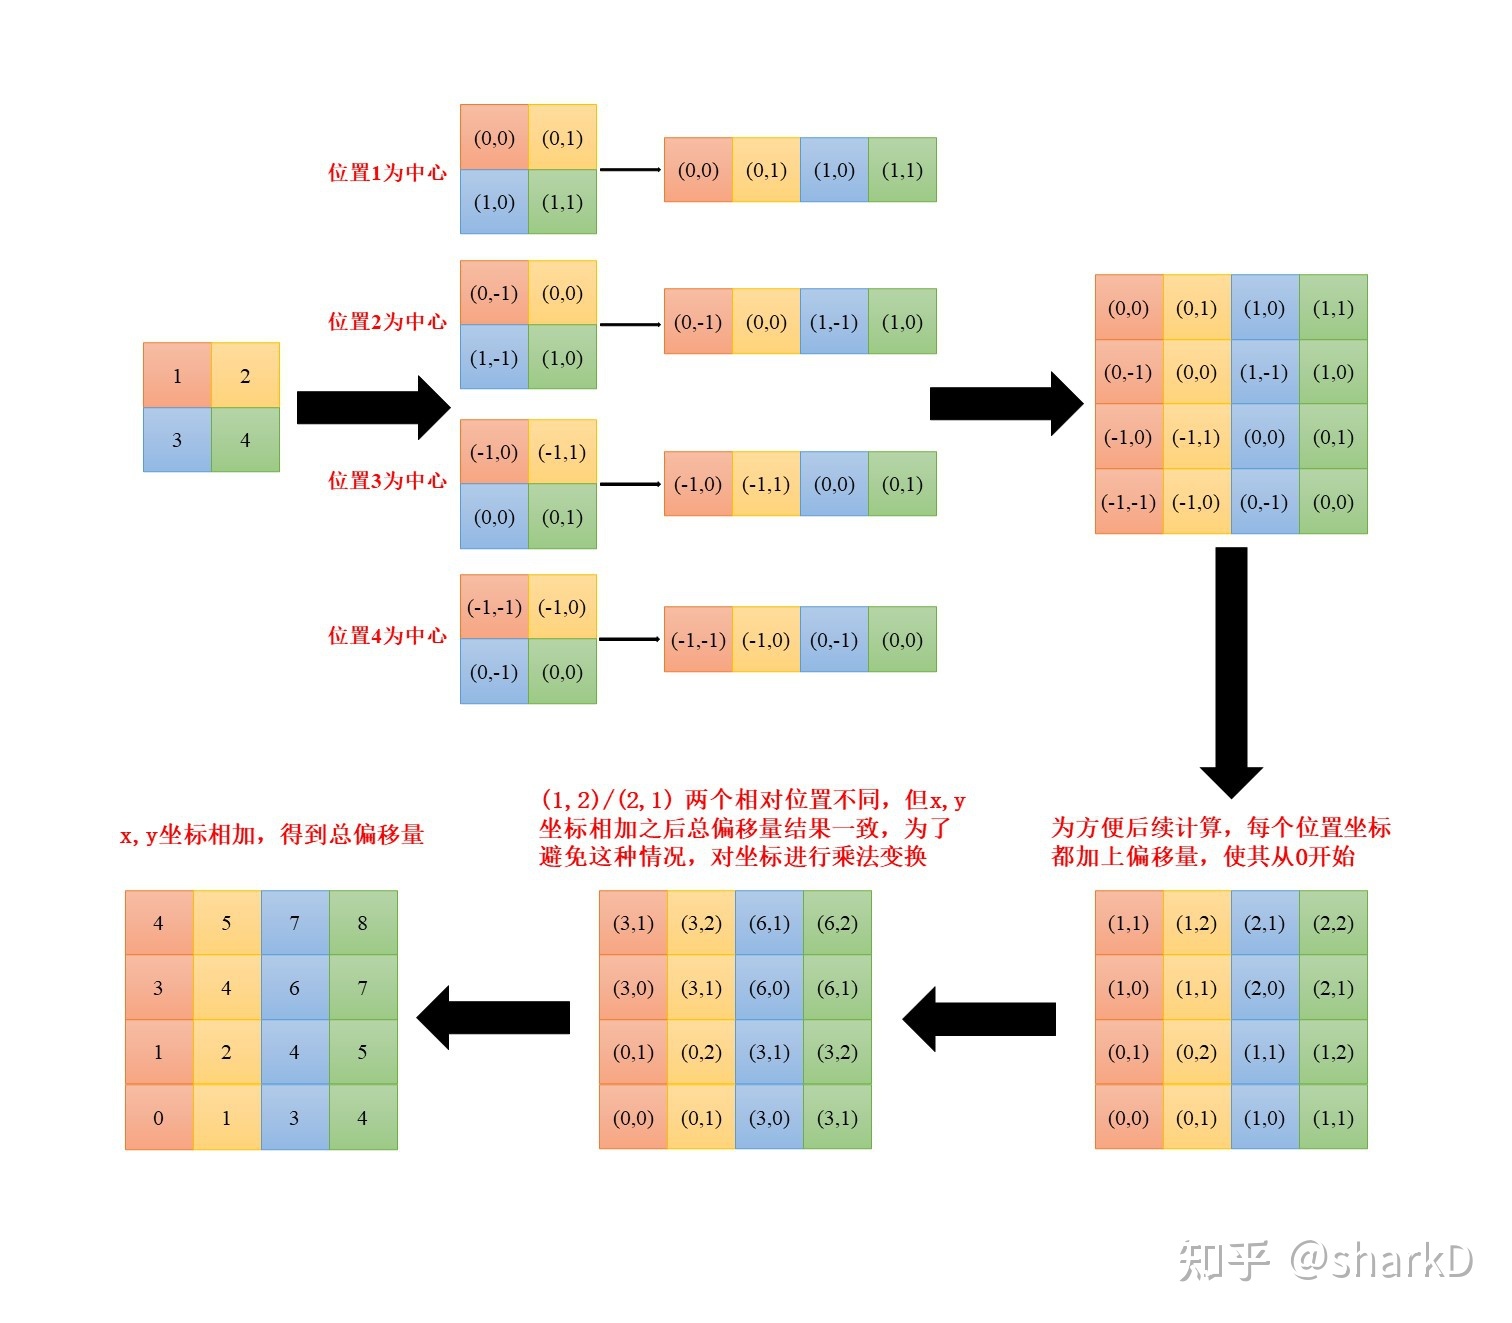 (0,0) (0,1)
位置1为中心
(1,0) (1,1)
(0,0) (0,1) (1,0) (1,1)
(0,-1) (0,0)
位置2为中心
(1,-1) (1,0)
(0,-1) (0,0) (1,-1) (1,0)
1 2
3 4
(-1,0) (-1,1)
位置3为中心
(0,0) (0,1)
(-1,0) (-1,1) (0,0) (0,1)
(-1,-1) (-1,0)
位置4为中心
(0,-1) (0,0)
(-1,-1) (-1,0) (0,-1) (0,0)
(0,0) (0,1) (1,0) (1,1)
(0,-1) (0,0) (1,-1) (1,0)
(-1,0) (-1,1) (0,0) (0,1)
(-1,-1) (-1,0) (0,-1) (0,0)
为方便后续计算，每个位置坐标
都加上偏移量，使其从0开始
(1,1) (1,2) (2,1) (2,2)
(1,0) (1,1) (2,0) (2,1)
(0,1) (0,2) (1,1) (1,2)
(0,0) (0,1) (1,0) (1,1)
(1,2)/(2,1) 两个相对位置不同，但x,y
坐标相加之后总偏移量结果一致，为了
避免这种情况，对坐标进行乘法变换
(3,1) (3,2) (6,1) (6,2)
(3,0) (3,1) (6,0) (6,1)
(0,1) (0,2) (3,1) (3,2)
(0,0) (0,1) (3,0) (3,1)
x,y坐标相加，得到总偏移量
4 5 7 8
3 4 6 7
1 2 4 5
0 1 3 4
知乎 @sharkD